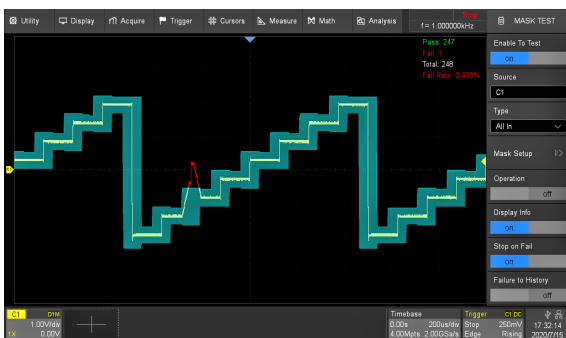 Utility Display Acquire Trigger Cursors Measure Math Analysis
Stop
f = 1.000000kHz
MASK TEST
Pass: 247
Fail: 1
Total: 248
Fail Rate: 0.403%
Enable To Test
on
Source
C1
Type
All In
Mask Setup
Operation
off
Display Info
on
Stop on Fail
on
Failure to History
off
C1 D1M
1.00V/div
1X 0.00V
Timebase
0.00s 200us/div
4.00Mpts 2.00GSa/s
Trigger C1 DC
Stop 250mV
Edge Rising
17:32:14
2020/7/15